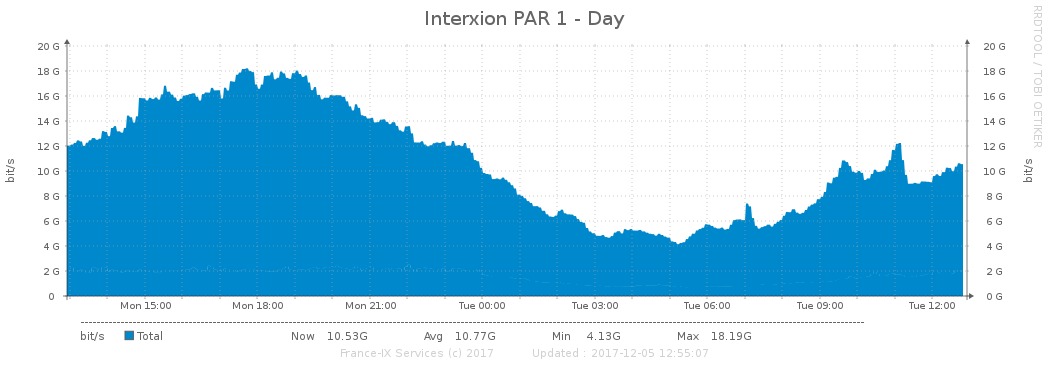 Interxion PAR 1 - Day
RRDTOOL / TOBI OETIKER
bit/s
20 G 20 G
18 G 18 G
16 G 16 G
14 G 14 G
12 G 12 G
10 G 10 G
8 G 8 G
6 G 6 G
4 G 4 G
2 G 2 G
0 0 G
bit/s
Mon 15:00 Mon 18:00 Mon 21:00 Tue 00:00 Tue 03:00 Tue 06:00 Tue 09:00 Tue 12:00
bit/s Total Now 10.53G Avg 10.77G Min 4.13G Max 18.19G
France-IX Services (c) 2017 Updated : 2017-12-05 12:55:07